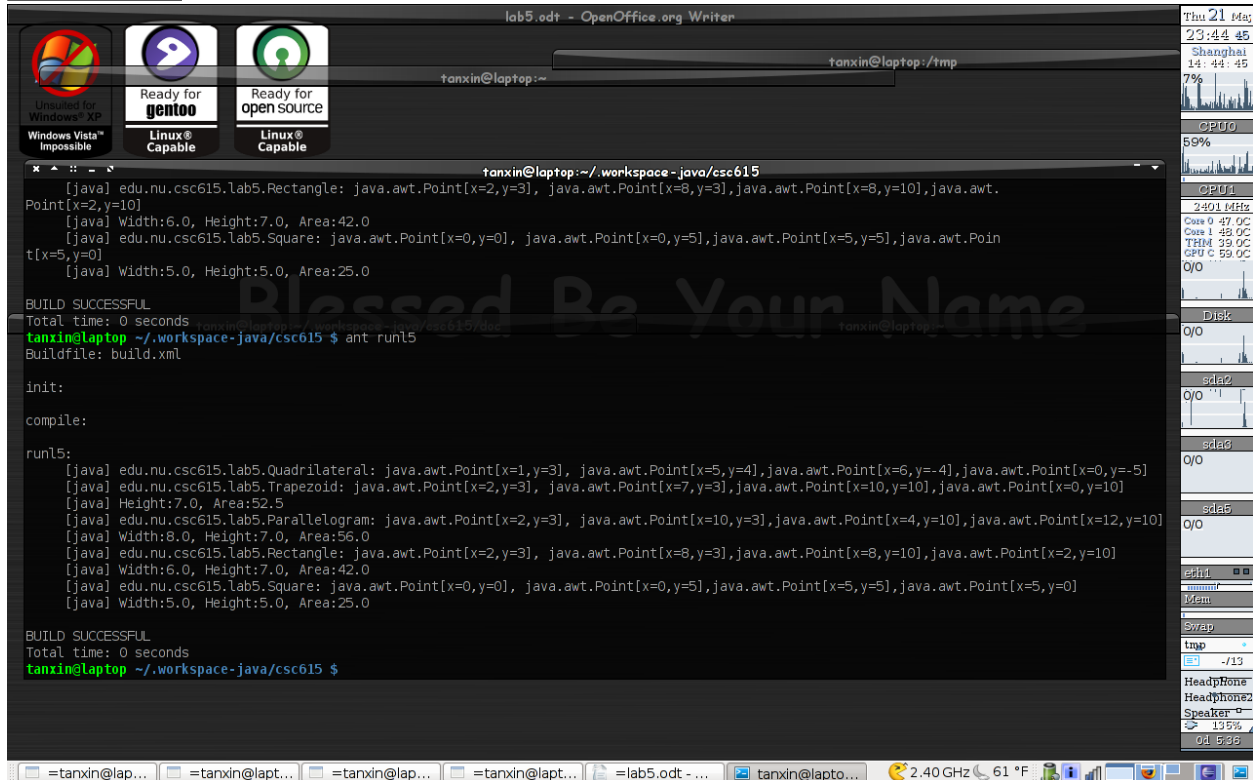 lab5.odt - OpenOffice.org Writer
tanxin@laptop:/tmp
tanxin@laptop:~
Unsuited for
Windows® XP
Windows Vista™
Impossible
Ready for
gentoo
Linux®
Capable
Ready for
open source
Linux®
Capable
tanxin@laptop:~/.workspace-java/csc615
[java] edu.nu.csc615.lab5.Rectangle: java.awt.Point[x=2,y=3], java.awt.Point[x=8,y=3],java.awt.Point[x=8,y=10],java.awt.
Point[x=2,y=10]
[java] Width:6.0, Height:7.0, Area:42.0
[java] edu.nu.csc615.lab5.Square: java.awt.Point[x=0,y=0], java.awt.Point[x=0,y=5],java.awt.Point[x=5,y=5],java.awt.Poin
t[x=5,y=0]
[java] Width:5.0, Height:5.0, Area:25.0
Blessed Be Your Name
BUILD SUCCESSFUL
Total time: 0 seconds
tanxin@laptop:~/.workspace-java/csc615/doc
tanxin@laptop:~
tanxin@laptop ~/.workspace-java/csc615 $ ant runl5
Buildfile: build.xml
init:
compile:
runl5:
[java] edu.nu.csc615.lab5.Quadrilateral: java.awt.Point[x=1,y=3], java.awt.Point[x=5,y=4],java.awt.Point[x=6,y=-4],java.awt.Point[x=0,y=-5]
[java] edu.nu.csc615.lab5.Trapezoid: java.awt.Point[x=2,y=3], java.awt.Point[x=7,y=3],java.awt.Point[x=10,y=10],java.awt.Point[x=0,y=10]
[java] Height:7.0, Area:52.5
[java] edu.nu.csc615.lab5.Parallelogram: java.awt.Point[x=2,y=3], java.awt.Point[x=10,y=3],java.awt.Point[x=4,y=10],java.awt.Point[x=12,y=10]
[java] Width:8.0, Height:7.0, Area:56.0
[java] edu.nu.csc615.lab5.Rectangle: java.awt.Point[x=2,y=3], java.awt.Point[x=8,y=3],java.awt.Point[x=8,y=10],java.awt.Point[x=2,y=10]
[java] Width:6.0, Height:7.0, Area:42.0
[java] edu.nu.csc615.lab5.Square: java.awt.Point[x=0,y=0], java.awt.Point[x=0,y=5],java.awt.Point[x=5,y=5],java.awt.Point[x=5,y=0]
[java] Width:5.0, Height:5.0, Area:25.0
BUILD SUCCESSFUL
Total time: 0 seconds
tanxin@laptop ~/.workspace-java/csc615 $
Thu 21 Maj
23:44 45
Shanghai
14:44:45
7%
CPU0
59%
CPU1
2401 MHz
Core 0 47.0C
Core 1 48.0C
THM 39.0C
GPU C 59.0C
0/0
Disk
0/0
sda2
0/0
sda3
0/0
sda5
0/0
eth1
Mem
Swap
tmp
-/13
Headphone
Headphone2
Speaker
135%
0d 5:36
=tanxin@lap...
=tanxin@lapt...
=tanxin@lap...
=tanxin@lapt...
=lab5.odt - ...
tanxin@lapto...
2.40 GHz
61 °F